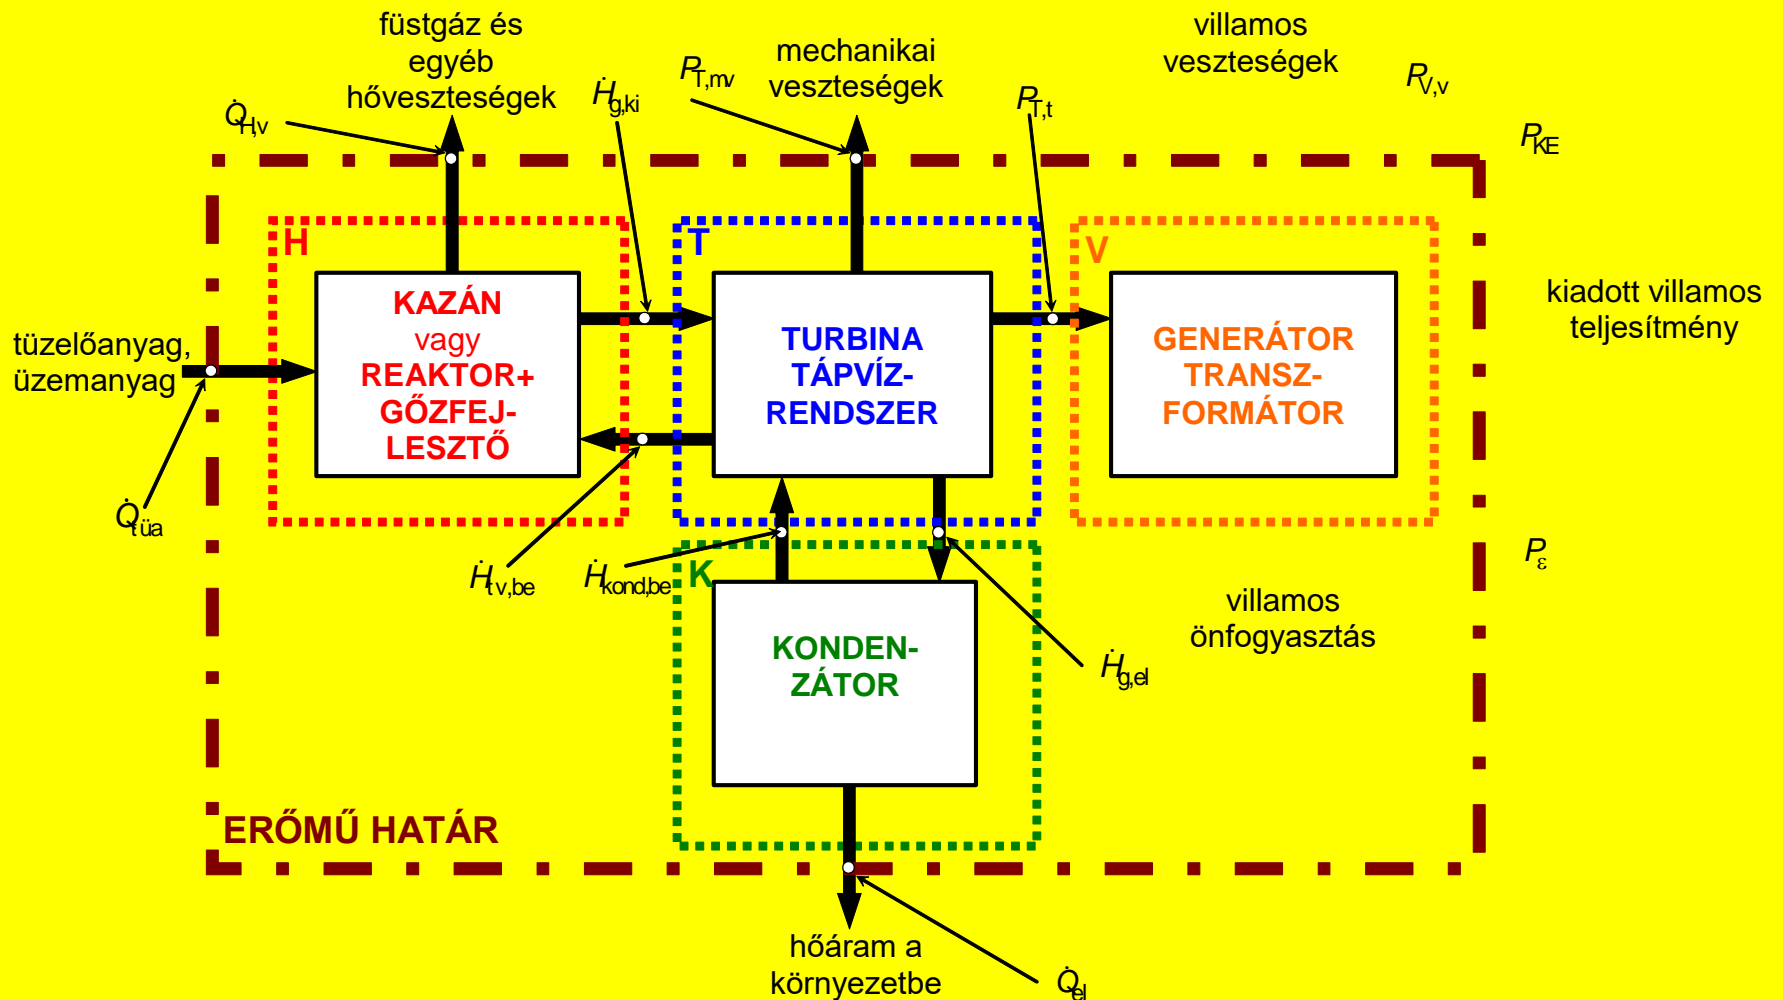 füstgáz és
egyéb
hőveszteségek
mechanikai
veszteségek
villamos
veszteségek
Q̇H,v
Ḣg,ki
PT,mv
PT,t
PV,v
PKE
H
T
V
KAZÁN
vagy
REAKTOR+
GŐZFEJ-
LESZTŐ
TURBINA
TÁPVÍZ-
RENDSZER
GENERÁTOR
TRANSZ-
FORMÁTOR
kiadott villamos
teljesítmény
tüzelőanyag,
üzemanyag
Q̇tüa
Ḣtv,be
Ḣkond,be
K
KONDEN-
ZÁTOR
Ḣg,el
villamos
önfogyasztás
Pε
ERŐMŰ HATÁR
hőáram a
környezetbe
Q̇el